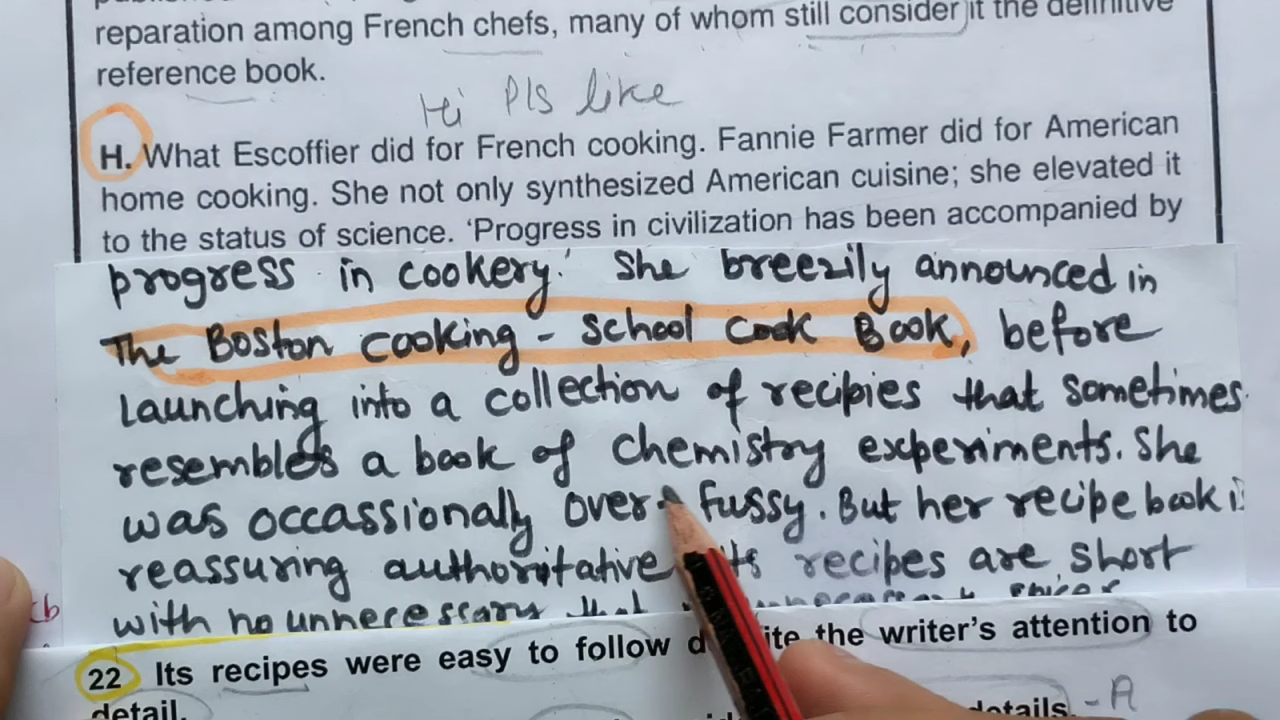 reparation among French chefs, many of whom still consider it the definitive
reference book.
Hi Pls like
H. What Escoffier did for French cooking. Fannie Farmer did for American
home cooking. She not only synthesized American cuisine; she elevated it
to the status of science. ‘Progress in civilization has been accompanied by
progress in cookery.' She breezily announced in
The Boston cooking - School Cook Book, before
Launching into a collection of recipies that sometimes
resembles a book of chemistry experiments. She
was occassionally over fussy. But her recipe book is
reassuring authoritative recipes are short
with no unnecessary
22 Its recipes were easy to follow the writer's attention to
detail. details. - A